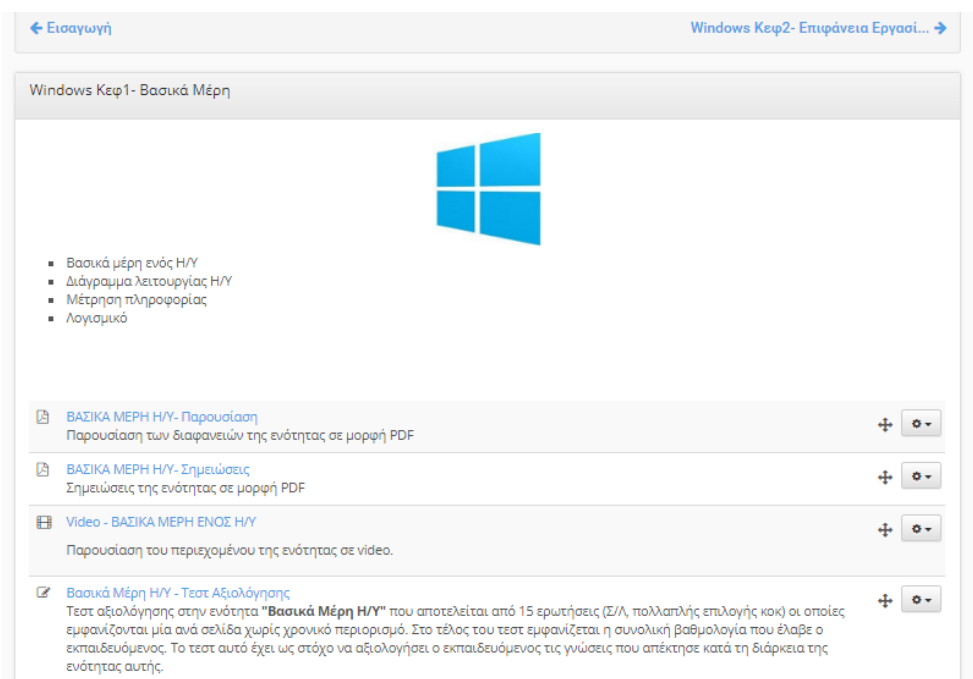 Εισαγωγή
Windows Κεφ2- Επιφάνεια Εργασί...
Windows Κεφ1- Βασικά Μέρη
Βασικά μέρη ενός Η/Υ
Διάγραμμα λειτουργίας Η/Υ
Μέτρηση πληροφορίας
Λογισμικό
ΒΑΣΙΚΑ ΜΕΡΗ Η/Υ- Παρουσίαση
Παρουσίαση των διαφανειών της ενότητας σε μορφή PDF
ΒΑΣΙΚΑ ΜΕΡΗ Η/Υ- Σημειώσεις
Σημειώσεις της ενότητας σε μορφή PDF
Video - ΒΑΣΙΚΑ ΜΕΡΗ ΕΝΟΣ Η/Υ
Παρουσίαση του περιεχομένου της ενότητας σε video.
Βασικά Μέρη Η/Υ - Τεστ Αξιολόγησης
Τεστ αξιολόγησης στην ενότητα "Βασικά Μέρη Η/Υ" που αποτελείται από 15 ερωτήσεις (Σ/Λ, πολλαπλής επιλογής κοκ) οι οποίες
εμφανίζονται μία ανά σελίδα χωρίς χρονικό περιορισμό. Στο τέλος του τεστ εμφανίζεται η συνολική βαθμολογία που έλαβε ο
εκπαιδευόμενος. Το τεστ αυτό έχει ως στόχο να αξιολογήσει ο εκπαιδευόμενος τις γνώσεις που απέκτησε κατά τη διάρκεια της
ενότητας αυτής.